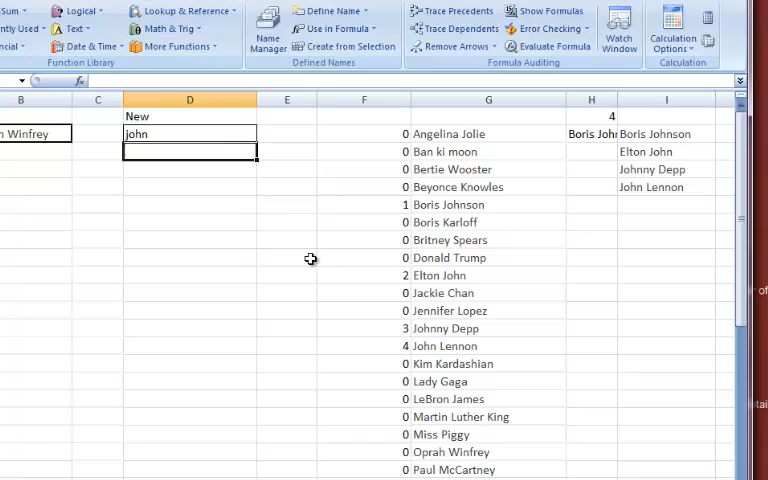 Sum Logical Lookup & Reference Define Name Trace Precedents Show Formulas
ntly Used Text Math & Trig Use in Formula Trace Dependents Error Checking
ncial Date & Time More Functions Name Manager Create from Selection Remove Arrows Evaluate Formula Watch Window Calculation Options
Function Library Defined Names Formula Auditing Calculation
fx
B C D E F G H I
New 4
n Winfrey john 0 Angelina Jolie Boris John Boris Johnson
0 Ban ki moon Elton John
0 Bertie Wooster Johnny Depp
0 Beyonce Knowles John Lennon
1 Boris Johnson
0 Boris Karloff
0 Britney Spears
0 Donald Trump
2 Elton John
0 Jackie Chan
0 Jennifer Lopez
3 Johnny Depp
4 John Lennon
0 Kim Kardashian
0 Lady Gaga
0 LeBron James
0 Martin Luther King
0 Miss Piggy
0 Oprah Winfrey
0 Paul McCartney
r of
tai